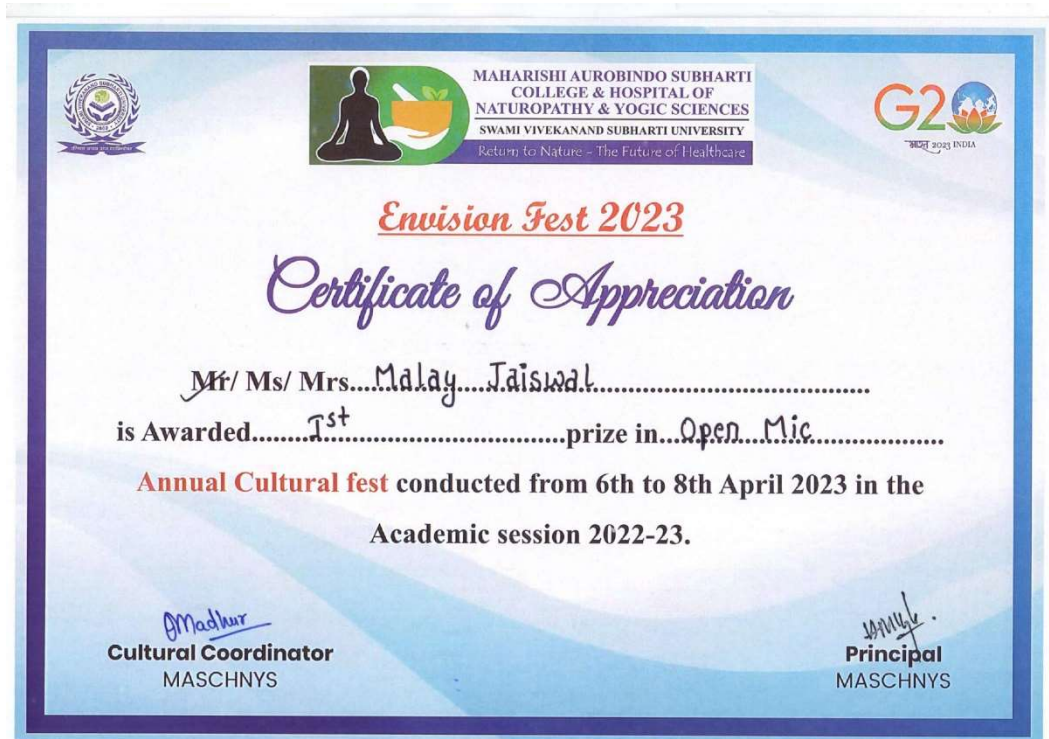 MAHARISHI AUROBINDO SUBHARTI
COLLEGE & HOSPITAL OF
NATUROPATHY & YOGIC SCIENCES
SWAMI VIVEKANAND SUBHARTI UNIVERSITY
Return to Nature - The Future of Healthcare
G20
भारत 2023 INDIA
Envision Fest 2023
Certificate of Appreciation
Mr/ Ms/ Mrs...Malay Jaiswal
is Awarded........Ist...prize in...Open Mic
Annual Cultural fest conducted from 6th to 8th April 2023 in the
Academic session 2022-23.
Madhur
Cultural Coordinator
MASCHNYS
Principal
MASCHNYS